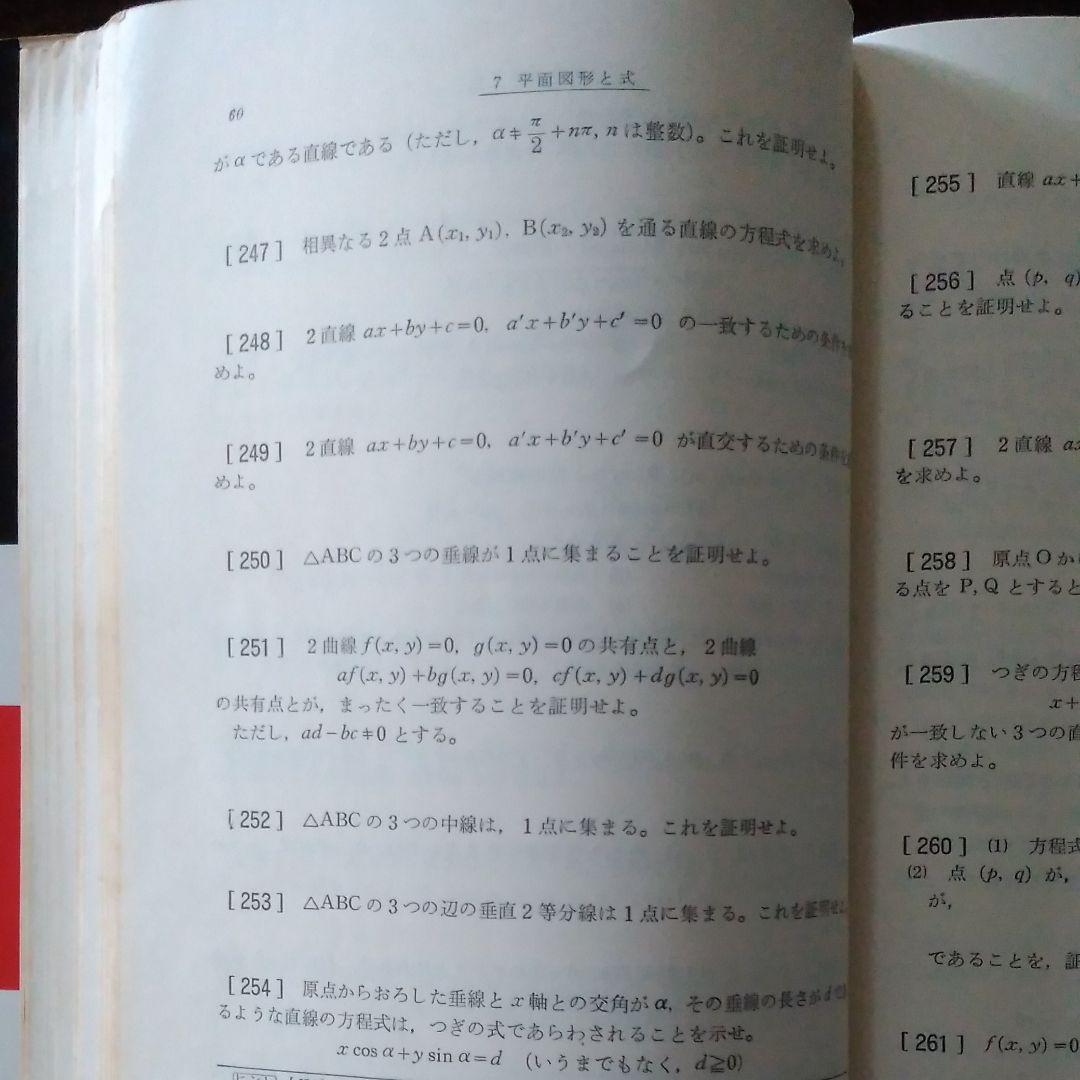 7 平面図形と式
60
がαである直線である（ただし，α≠π/2+nπ, n は整数)。これを証明せよ。
［247］ 相異なる2点 A(x₁, y₁)，B(x₂, y₂) を通る直線の方程式を求めよ。
［248］ 2直線 ax+by+c=0, a′x+b′y+c′=0 の一致するための条件を
めよ。
［249］ 2直線 ax+by+c=0, a′x+b′y+c′=0 が直交するための条件を
めよ。
［250］ △ABCの3つの垂線が1点に集まることを証明せよ。
［251］ 2曲線 f(x, y)=0, g(x, y)=0の共有点と，2曲線
af(x, y)+bg(x, y)=0, cf(x, y)+dg(x, y)=0
の共有点とが，まったく一致することを証明せよ。
ただし，ad−bc≠0 とする。
［252］ △ABCの3つの中線は，1点に集まる。これを証明せよ。
［253］ △ABCの3つの辺の垂直2等分線は1点に集まる。これを証明せよ
［254］ 原点からおろした垂線と x 軸との交角が α, その垂線の長さが d で
るような直線の方程式は，つぎの式であらわされることを示せ。
x cos α+y sin α=d （いうまでもなく，d≧0)
［255］ 直線 ax+
［256］ 点 (p, q)
ることを証明せよ。
［257］ 2直線 a
を求めよ。
［258］ 原点Oか
る点を P, Q とすると
［259］ つぎの方程
x+
が一致しない3つの直
件を求めよ。
［260］ ⑴ 方程式
⑵ 点 (p, q) が,
が,
であることを，証
［261］ f(x, y)=0